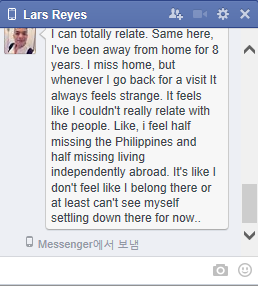 Lars Reyes
I can totally relate. Same here,
I've been away from home for 8
years. I miss home, but
whenever I go back for a visit It
always feels strange. It feels
like I couldn't really relate with
the people. Like, i feel half
missing the Philippines and
half missing living
independently abroad. It's like I
don't feel like I belong there or
at least can't see myself
settling down there for now..
Messenger에서 보냄